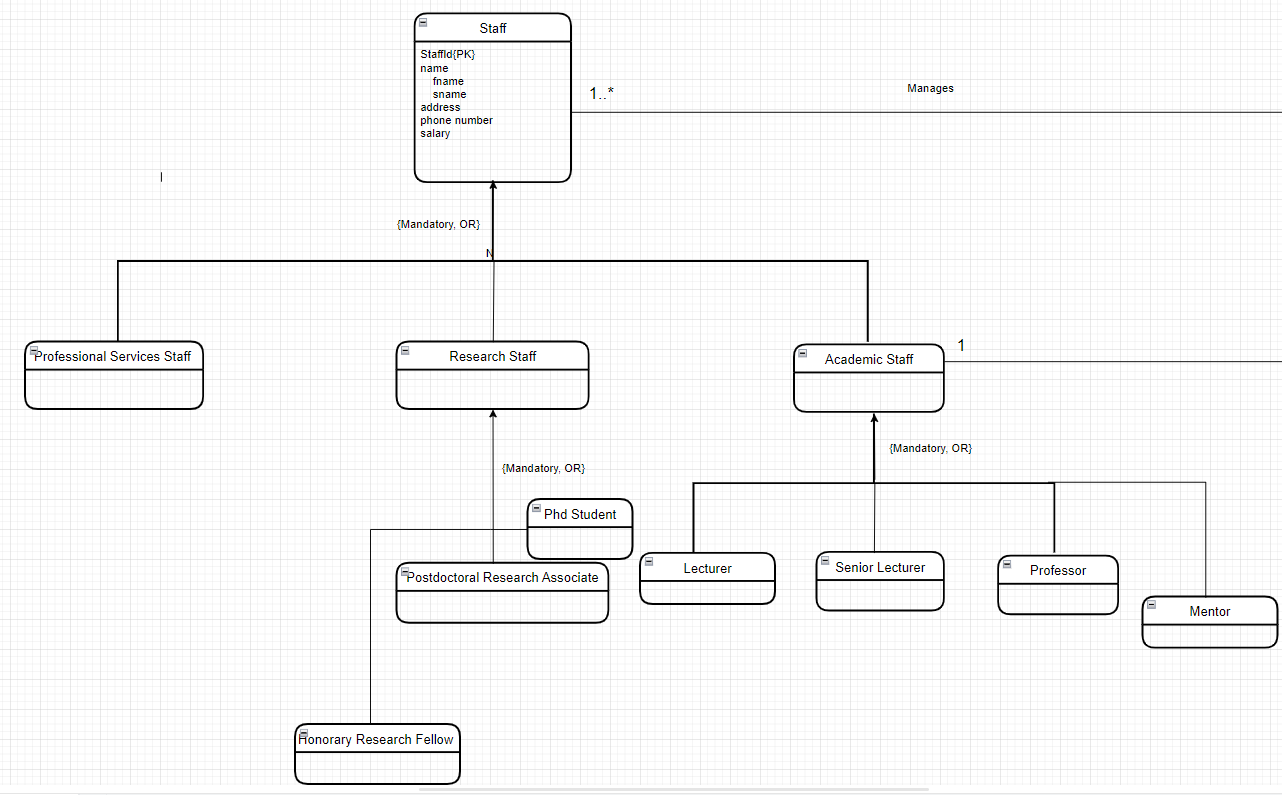 Staff
StaffId{PK}
name
fname
sname
address
phone number
salary
1..*
Manages
{Mandatory, OR}
N
Professional Services Staff
Research Staff
Academic Staff
1
{Mandatory, OR}
{Mandatory, OR}
Phd Student
Postdoctoral Research Associate
Lecturer
Senior Lecturer
Professor
Mentor
Honorary Research Fellow